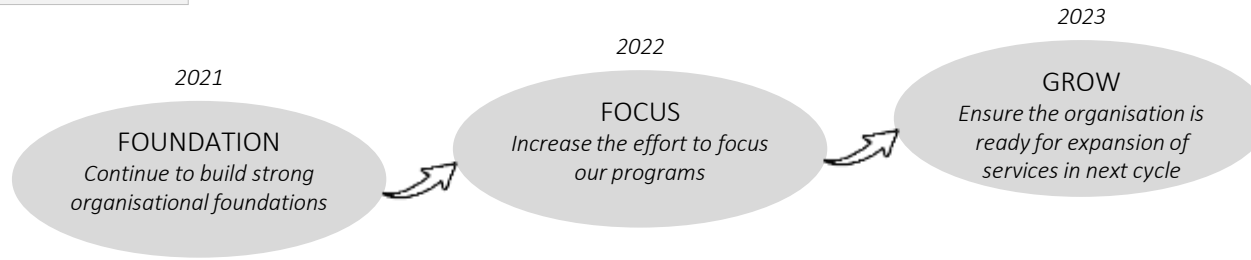 2021
FOUNDATION
Continue to build strong
organisational foundations
2022
FOCUS
Increase the effort to focus
our programs
2023
GROW
Ensure the organisation is
ready for expansion of
services in next cycle